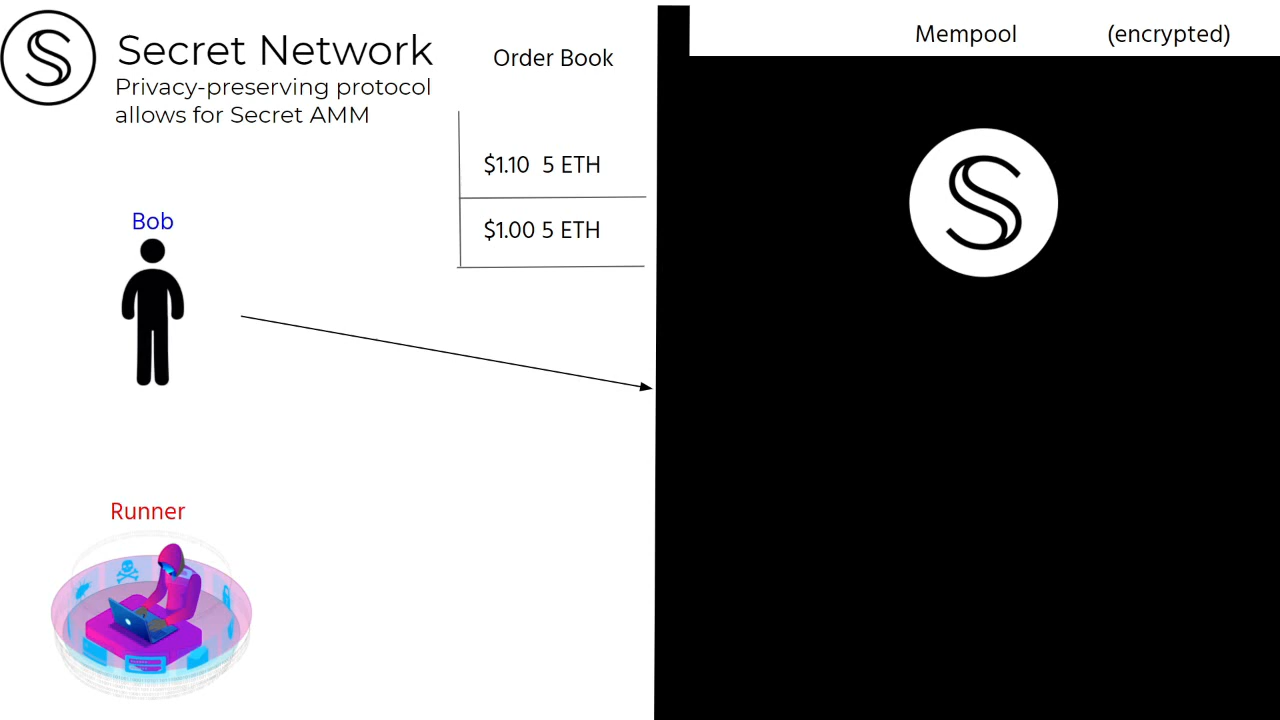 Secret Network
Privacy-preserving protocol
allows for Secret AMM
Order Book
$1.10 5 ETH
$1.00 5 ETH
Mempool (encrypted)
Bob
Runner